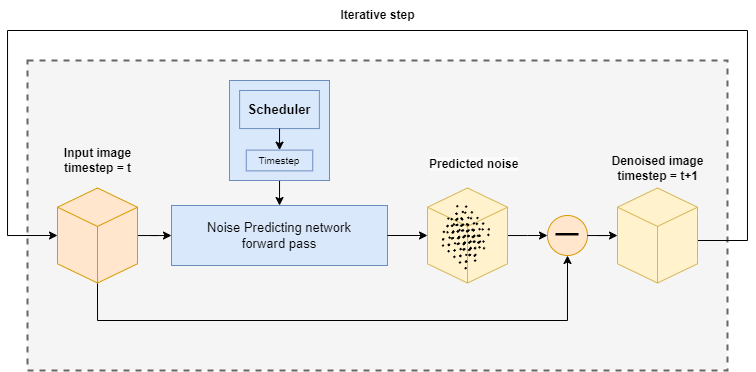 Iterative step
Scheduler
Timestep
Input image
timestep = t
Noise Predicting network
forward pass
Predicted noise
Denoised image
timestep = t+1